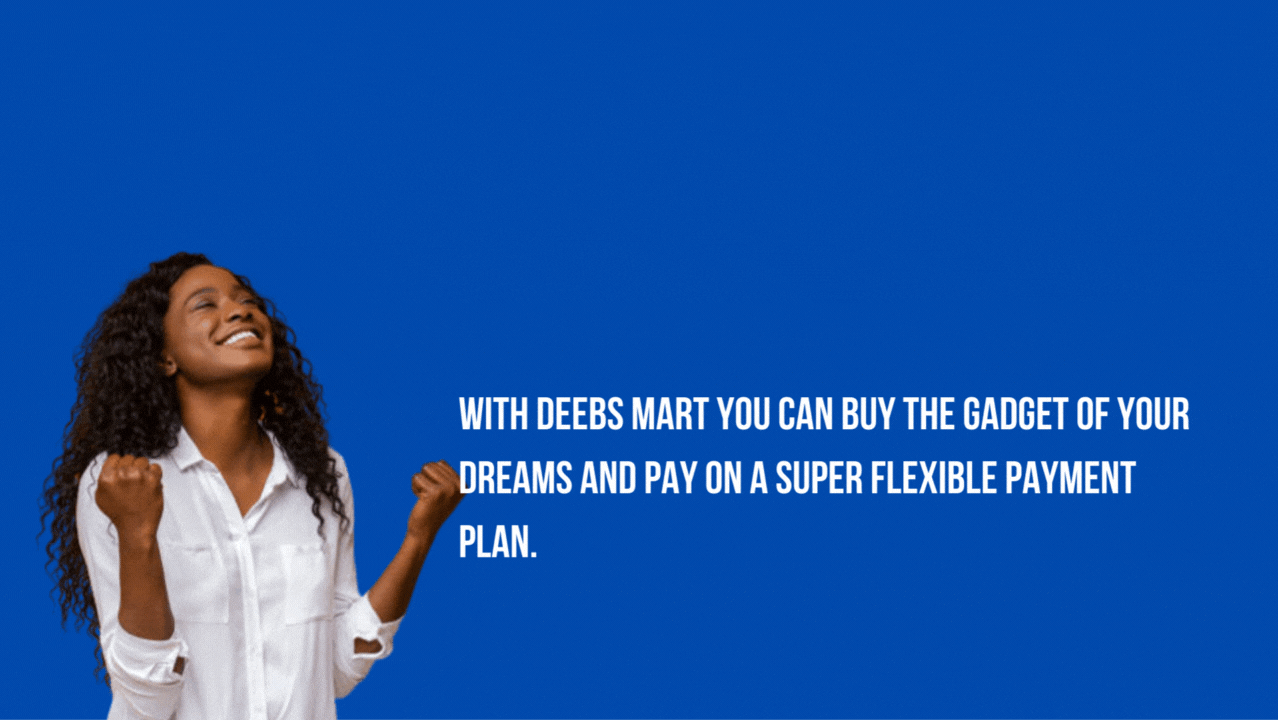 WITH DEEBS MART YOU CAN BUY THE GADGET OF YOUR
DREAMS AND PAY ON A SUPER FLEXIBLE PAYMENT
PLAN.